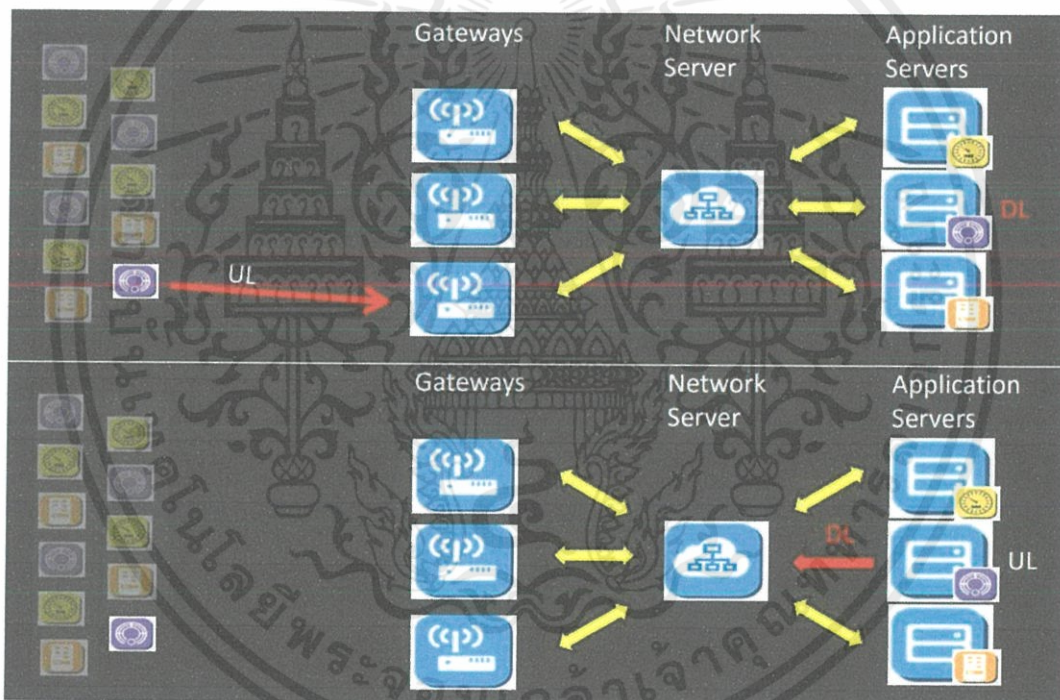 Gateways
Network
Server
Application
Servers
DL
UL
Gateways
Network
Server
Application
Servers
DL
UL